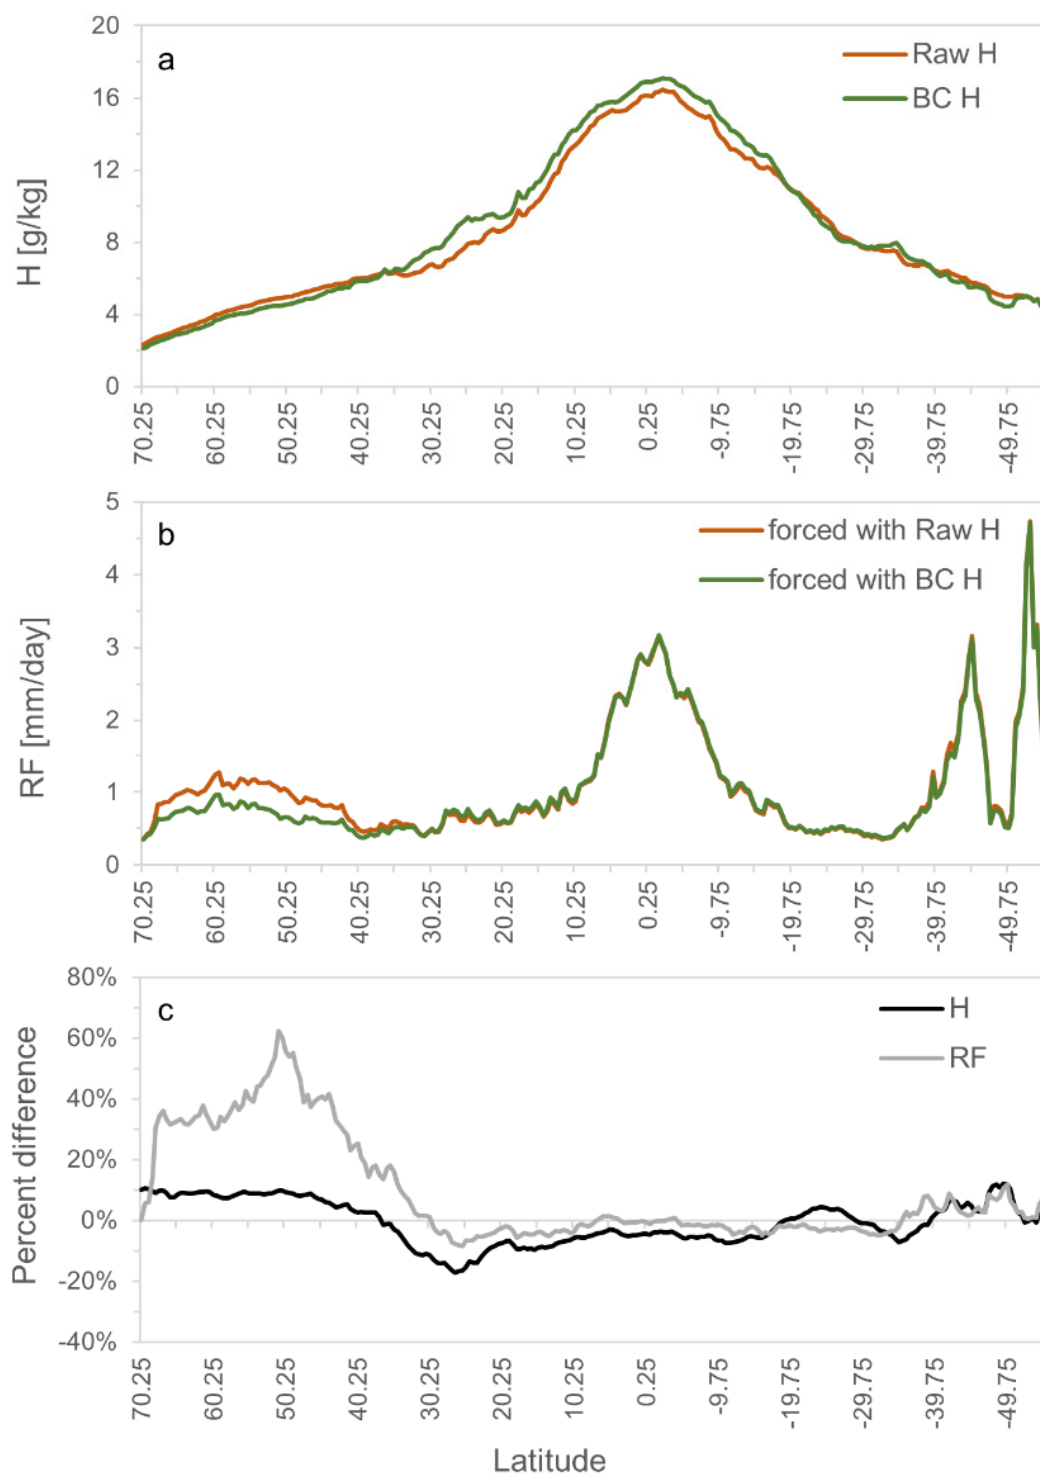 a
Raw H
BC H
H [g/kg]
20
16
12
8
4
0
70.25 60.25 50.25 40.25 30.25 20.25 10.25 0.25 -9.75 -19.75 -29.75 -39.75 -49.75
b
forced with Raw H
forced with BC H
RF [mm/day]
5
4
3
2
1
0
70.25 60.25 50.25 40.25 30.25 20.25 10.25 0.25 -9.75 -19.75 -29.75 -39.75 -49.75
c
H
RF
Percent difference
80%
60%
40%
20%
0%
-20%
-40%
70.25 60.25 50.25 40.25 30.25 20.25 10.25 0.25 -9.75 -19.75 -29.75 -39.75 -49.75
Latitude